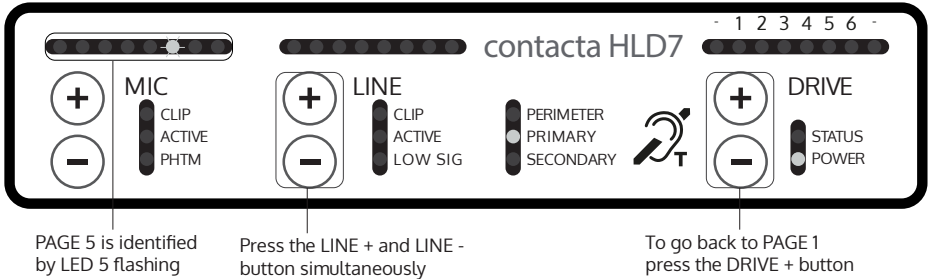 - 1 2 3 4 5 6 -
contacta HLD7
MIC
CLIP
ACTIVE
PHTM
LINE
CLIP
ACTIVE
LOW SIG
PERIMETER
PRIMARY
SECONDARY
T
DRIVE
STATUS
POWER
+
-
+
-
+
-
PAGE 5 is identified
by LED 5 flashing
Press the LINE + and LINE -
button simultaneously
To go back to PAGE 1
press the DRIVE + button